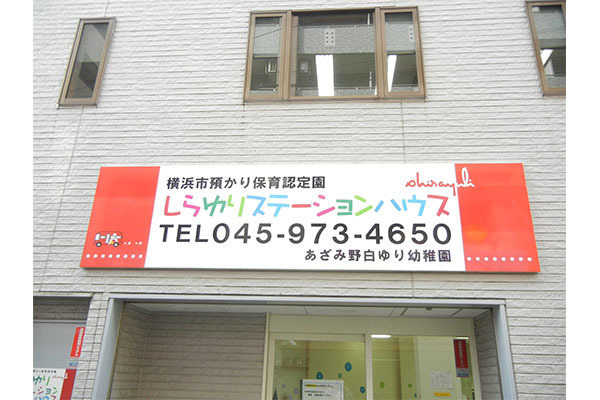 横浜市預かり保育認定園
shirayuli
しらゆりステーションハウス
TEL045-973-4650
あざみ野白ゆり幼稚園